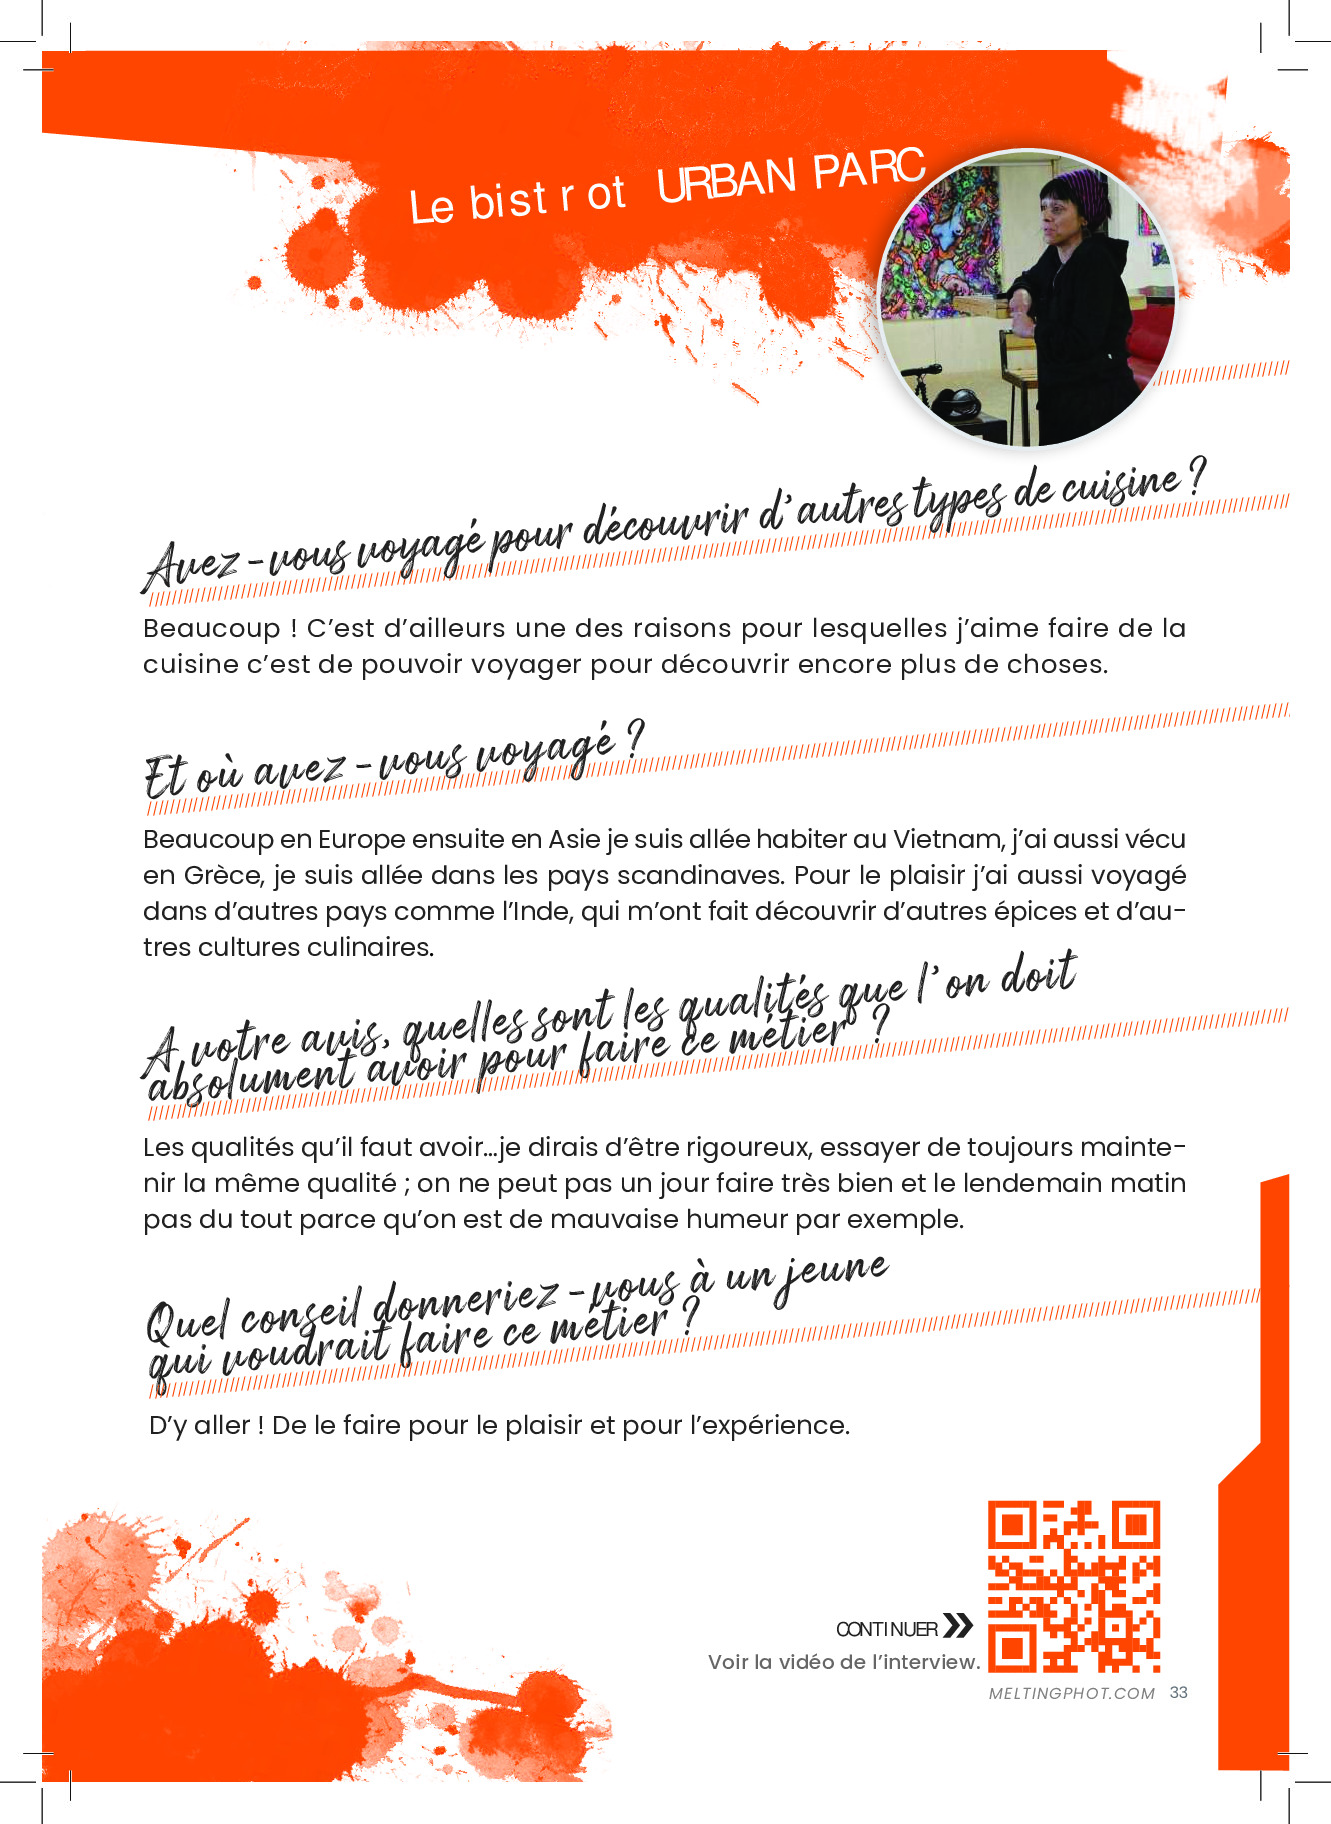 Le bistrot URBAN PARC
Avez-vous voyagé pour découvrir d'autres types de cuisine ?
Beaucoup ! C’est d’ailleurs une des raisons pour lesquelles j’aime faire de la
cuisine c’est de pouvoir voyager pour découvrir encore plus de choses.
Et où avez-vous voyagé ?
Beaucoup en Europe ensuite en Asie je suis allée habiter au Vietnam, j’ai aussi vécu
en Grèce, je suis allée dans les pays scandinaves. Pour le plaisir j’ai aussi voyagé
dans d’autres pays comme l’Inde, qui m’ont fait découvrir d’autres épices et d’au-
tres cultures culinaires.
A votre avis, quelles sont les qualités que l'on doit
absolument avoir pour faire ce métier ?
Les qualités qu’il faut avoir...je dirais d’être rigoureux, essayer de toujours mainte-
nir la même qualité ; on ne peut pas un jour faire très bien et le lendemain matin
pas du tout parce qu’on est de mauvaise humeur par exemple.
Quel conseil donneriez-vous à un jeune
qui voudrait faire ce métier ?
D’y aller ! De le faire pour le plaisir et pour l’expérience.
CONTINUER
Voir la vidéo de l’interview.
MELTINGPHOT.COM 33